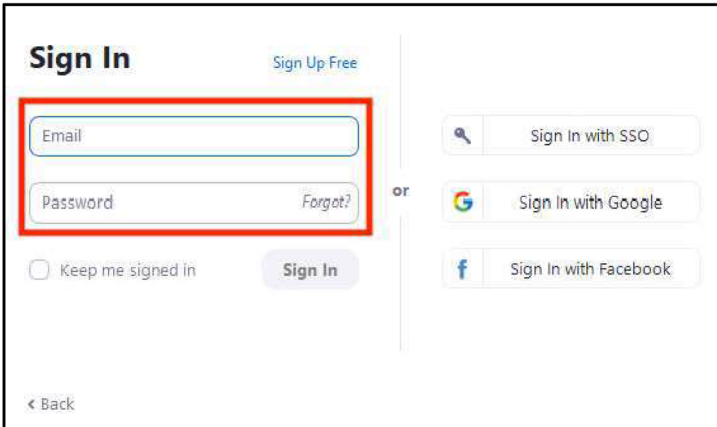 Sign In
Sign Up Free
Email
Password
Forgot?
Keep me signed in
Sign In
or
Sign In with SSO
Sign In with Google
Sign In with Facebook
< Back